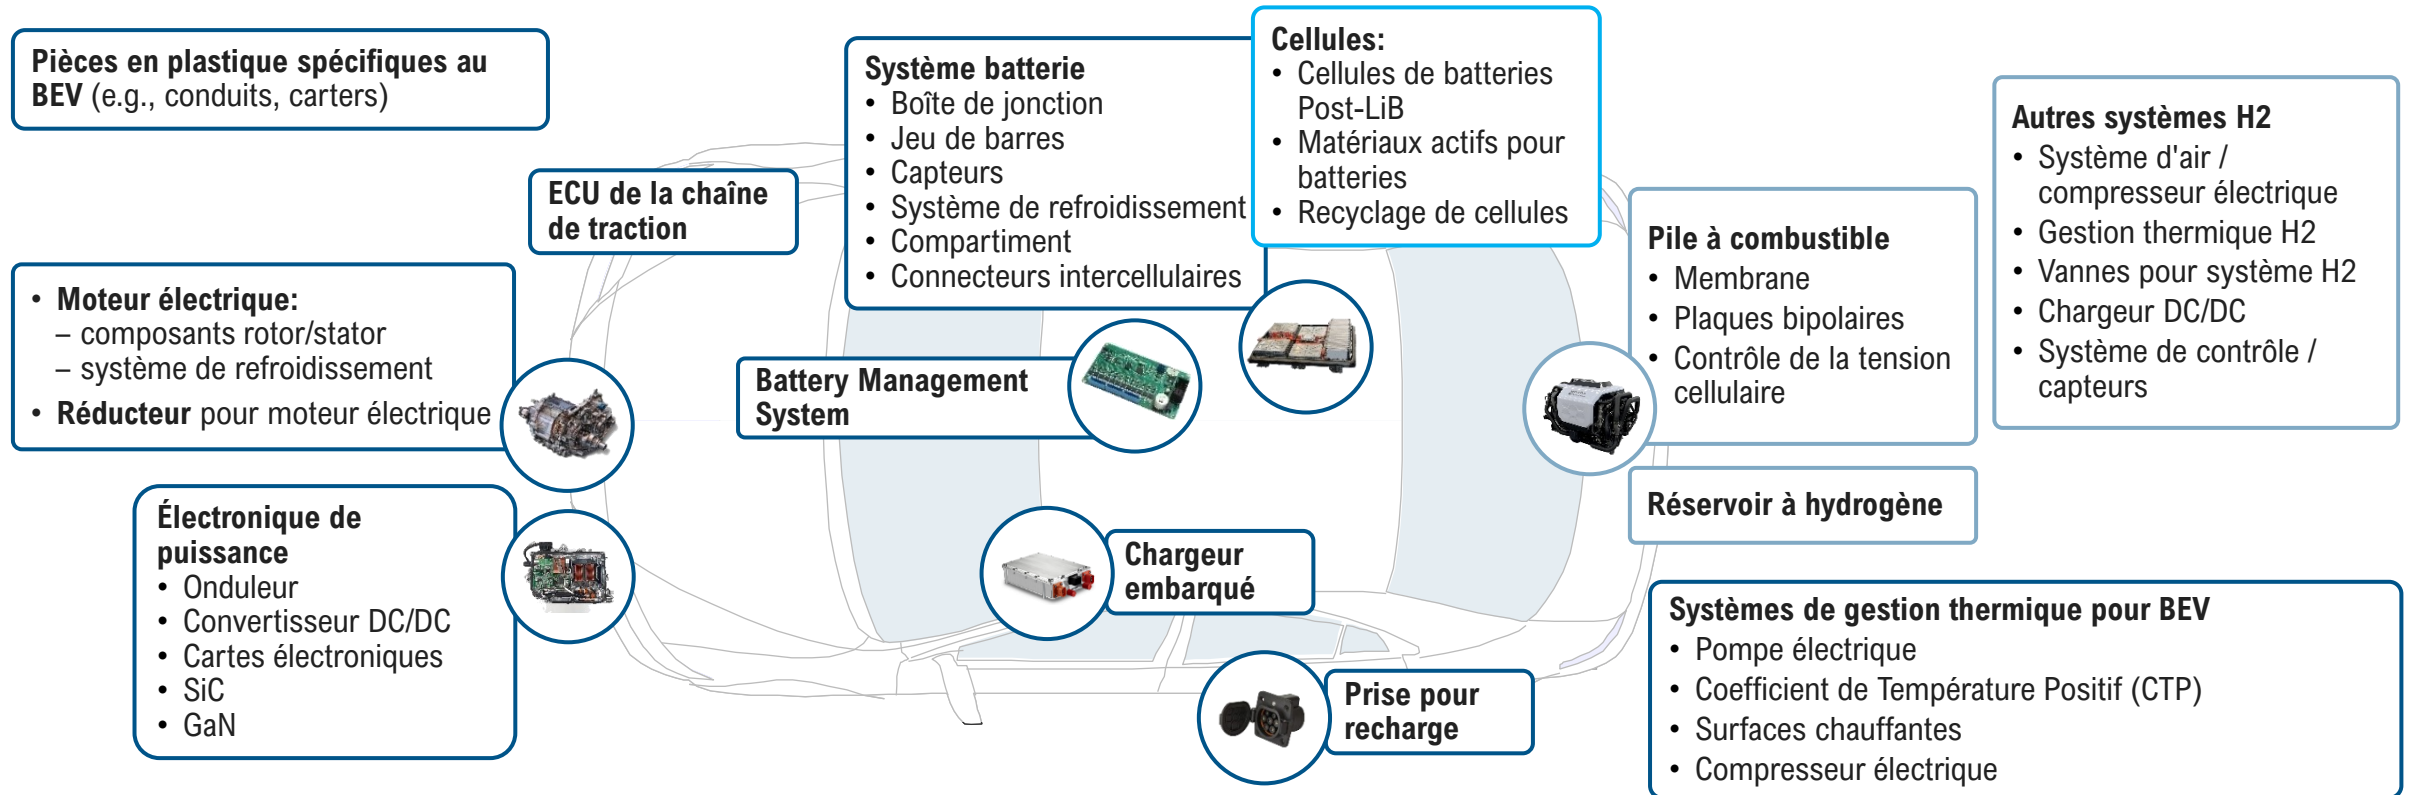 Pièces en plastique spécifiques au
BEV (e.g., conduits, carters)
ECU de la chaîne
de traction
• Moteur électrique:
– composants rotor/stator
– système de refroidissement
• Réducteur pour moteur électrique
Électronique de
puissance
• Onduleur
• Convertisseur DC/DC
• Cartes électroniques
• SiC
• GaN
Système batterie
• Boîte de jonction
• Jeu de barres
• Capteurs
• Système de refroidissement
• Compartiment
• Connecteurs intercellulaires
Cellules:
• Cellules de batteries
Post-LiB
• Matériaux actifs pour
batteries
• Recyclage de cellules
Battery Management
System
Chargeur
embarqué
Prise pour
recharge
Pile à combustible
• Membrane
• Plaques bipolaires
• Contrôle de la tension
cellulaire
Réservoir à hydrogène
Autres systèmes H2
• Système d'air /
compresseur électrique
• Gestion thermique H2
• Vannes pour système H2
• Chargeur DC/DC
• Système de contrôle /
capteurs
Systèmes de gestion thermique pour BEV
• Pompe électrique
• Coefficient de Température Positif (CTP)
• Surfaces chauffantes
• Compresseur électrique